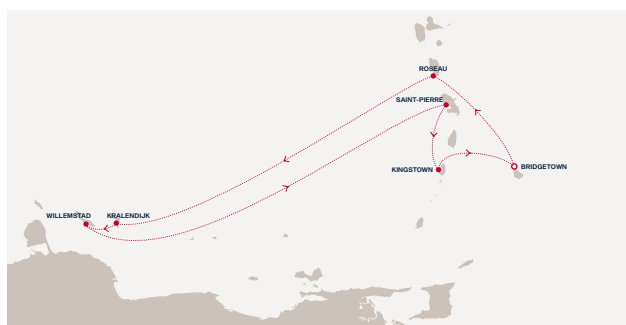 ROSEAU
SAINT-PIERRE
KINGSTOWN
BRIDGETOWN
WILLEMSTAD
KRALENDIJK